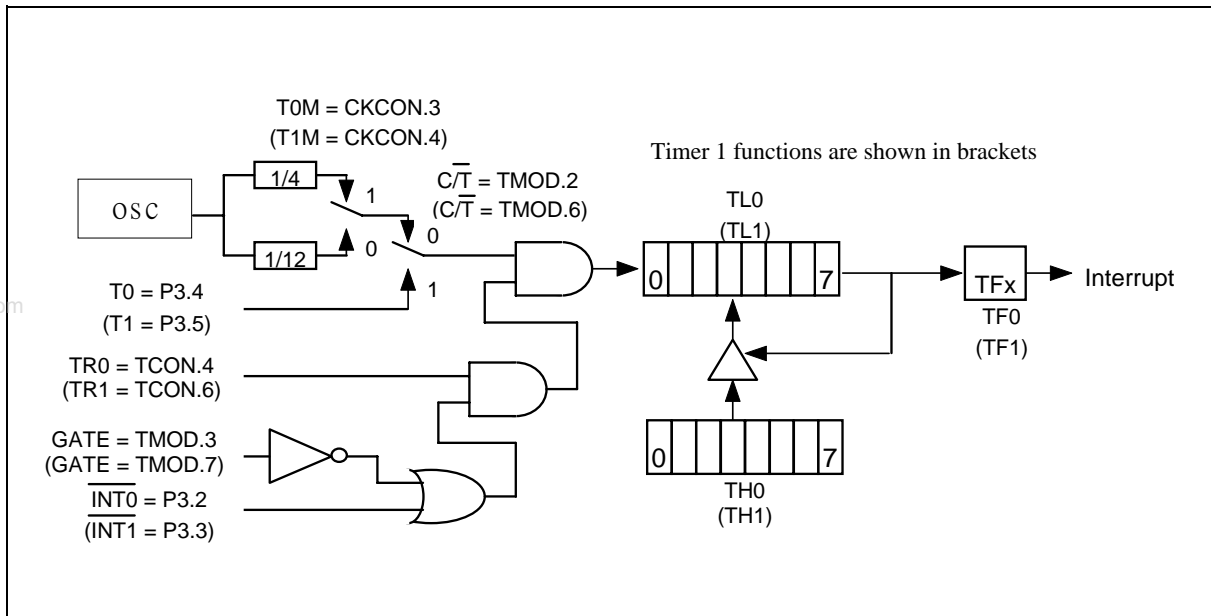 T0M = CKCON.3
(T1M = CKCON.4)
Timer 1 functions are shown in brackets
1/4
OSC
1
0
1/12
C/T̅ = TMOD.2
(C/T̅ = TMOD.6)
0
1
T0 = P3.4
(T1 = P3.5)
TL0
(TL1)
0
7
TFx
Interrupt
TF0
(TF1)
TR0 = TCON.4
(TR1 = TCON.6)
GATE = TMOD.3
(GATE = TMOD.7)
I̅N̅T̅0̅ = P3.2
(I̅N̅T̅1̅ = P3.3)
0
7
TH0
(TH1)
om